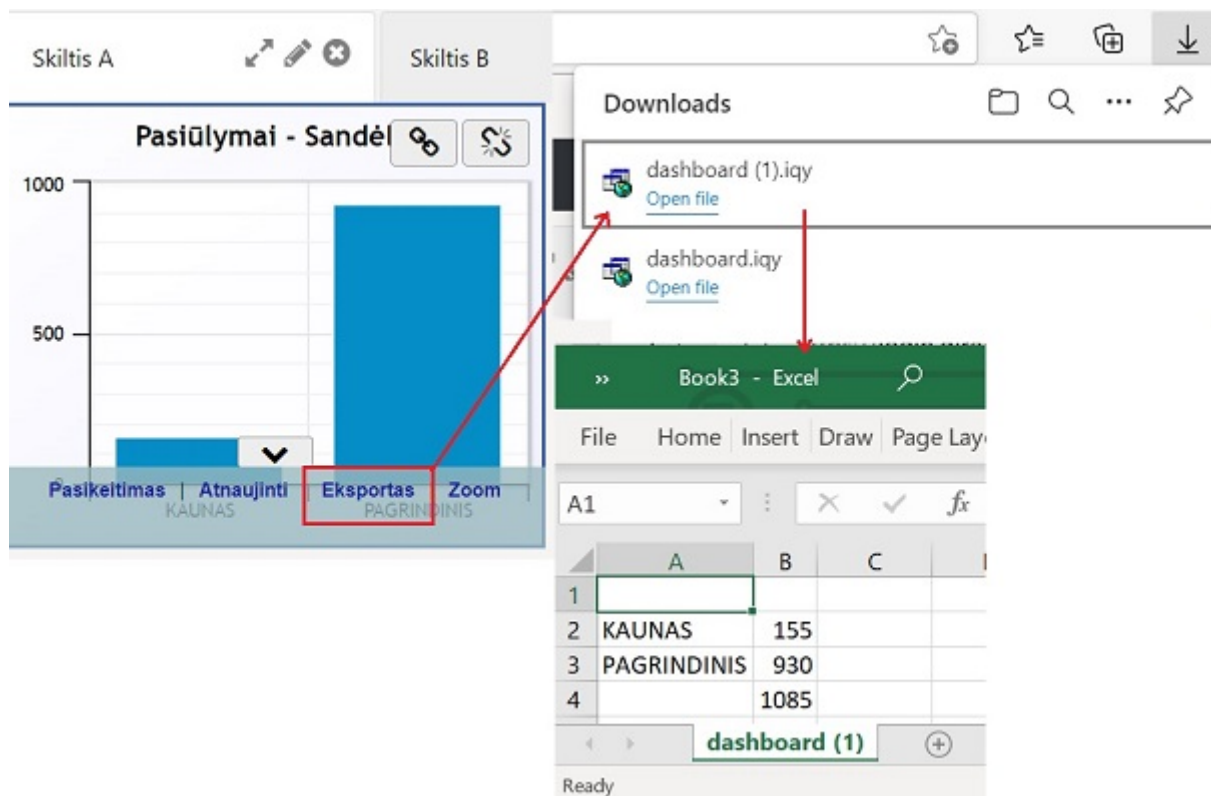 Skiltis A
Skiltis B
Pasiūlymai - Sandėl
1000
500
Pasikeitimas | Atnaujinti | Eksportas Zoom
KAUNAS
PAGRINDINIS
Downloads
dashboard (1).iqy
Open file
dashboard.iqy
Open file
Book3 - Excel
File Home Insert Draw Page Lay
A1
fx
A B C
1
2 KAUNAS 155
3 PAGRINDINIS 930
4 1085
dashboard (1)
Ready